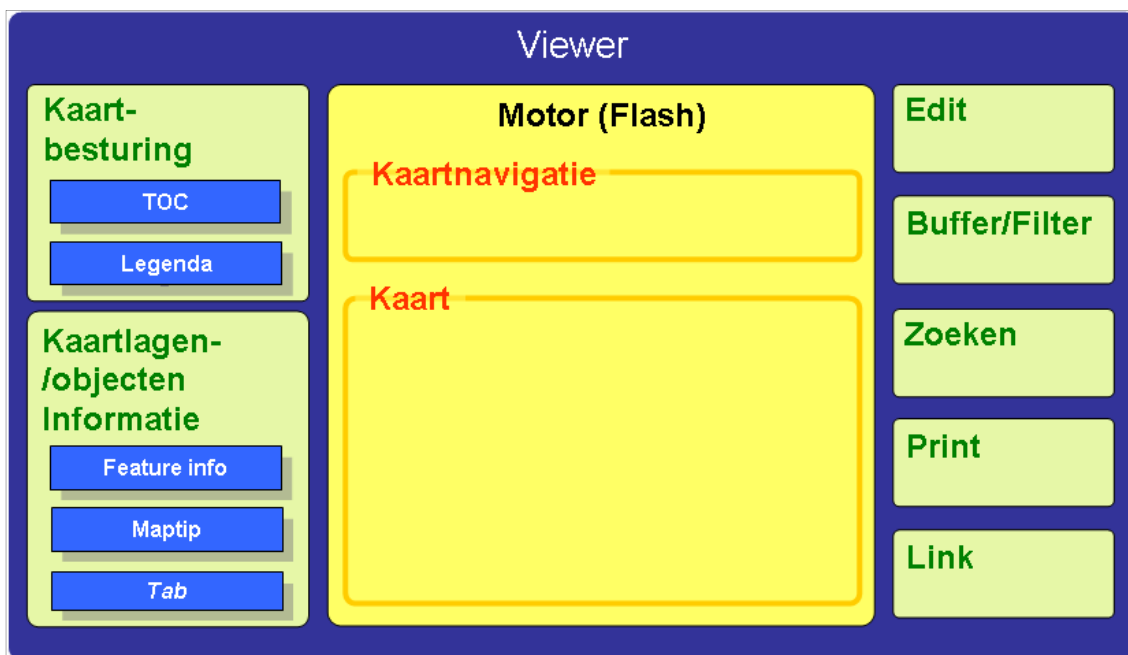 Viewer
Kaart-
besturing
TOC
Legenda
Kaartlagen-
/objecten
Informatie
Feature info
Maptip
Tab
Motor (Flash)
Kaartnavigatie
Kaart
Edit
Buffer/Filter
Zoeken
Print
Link